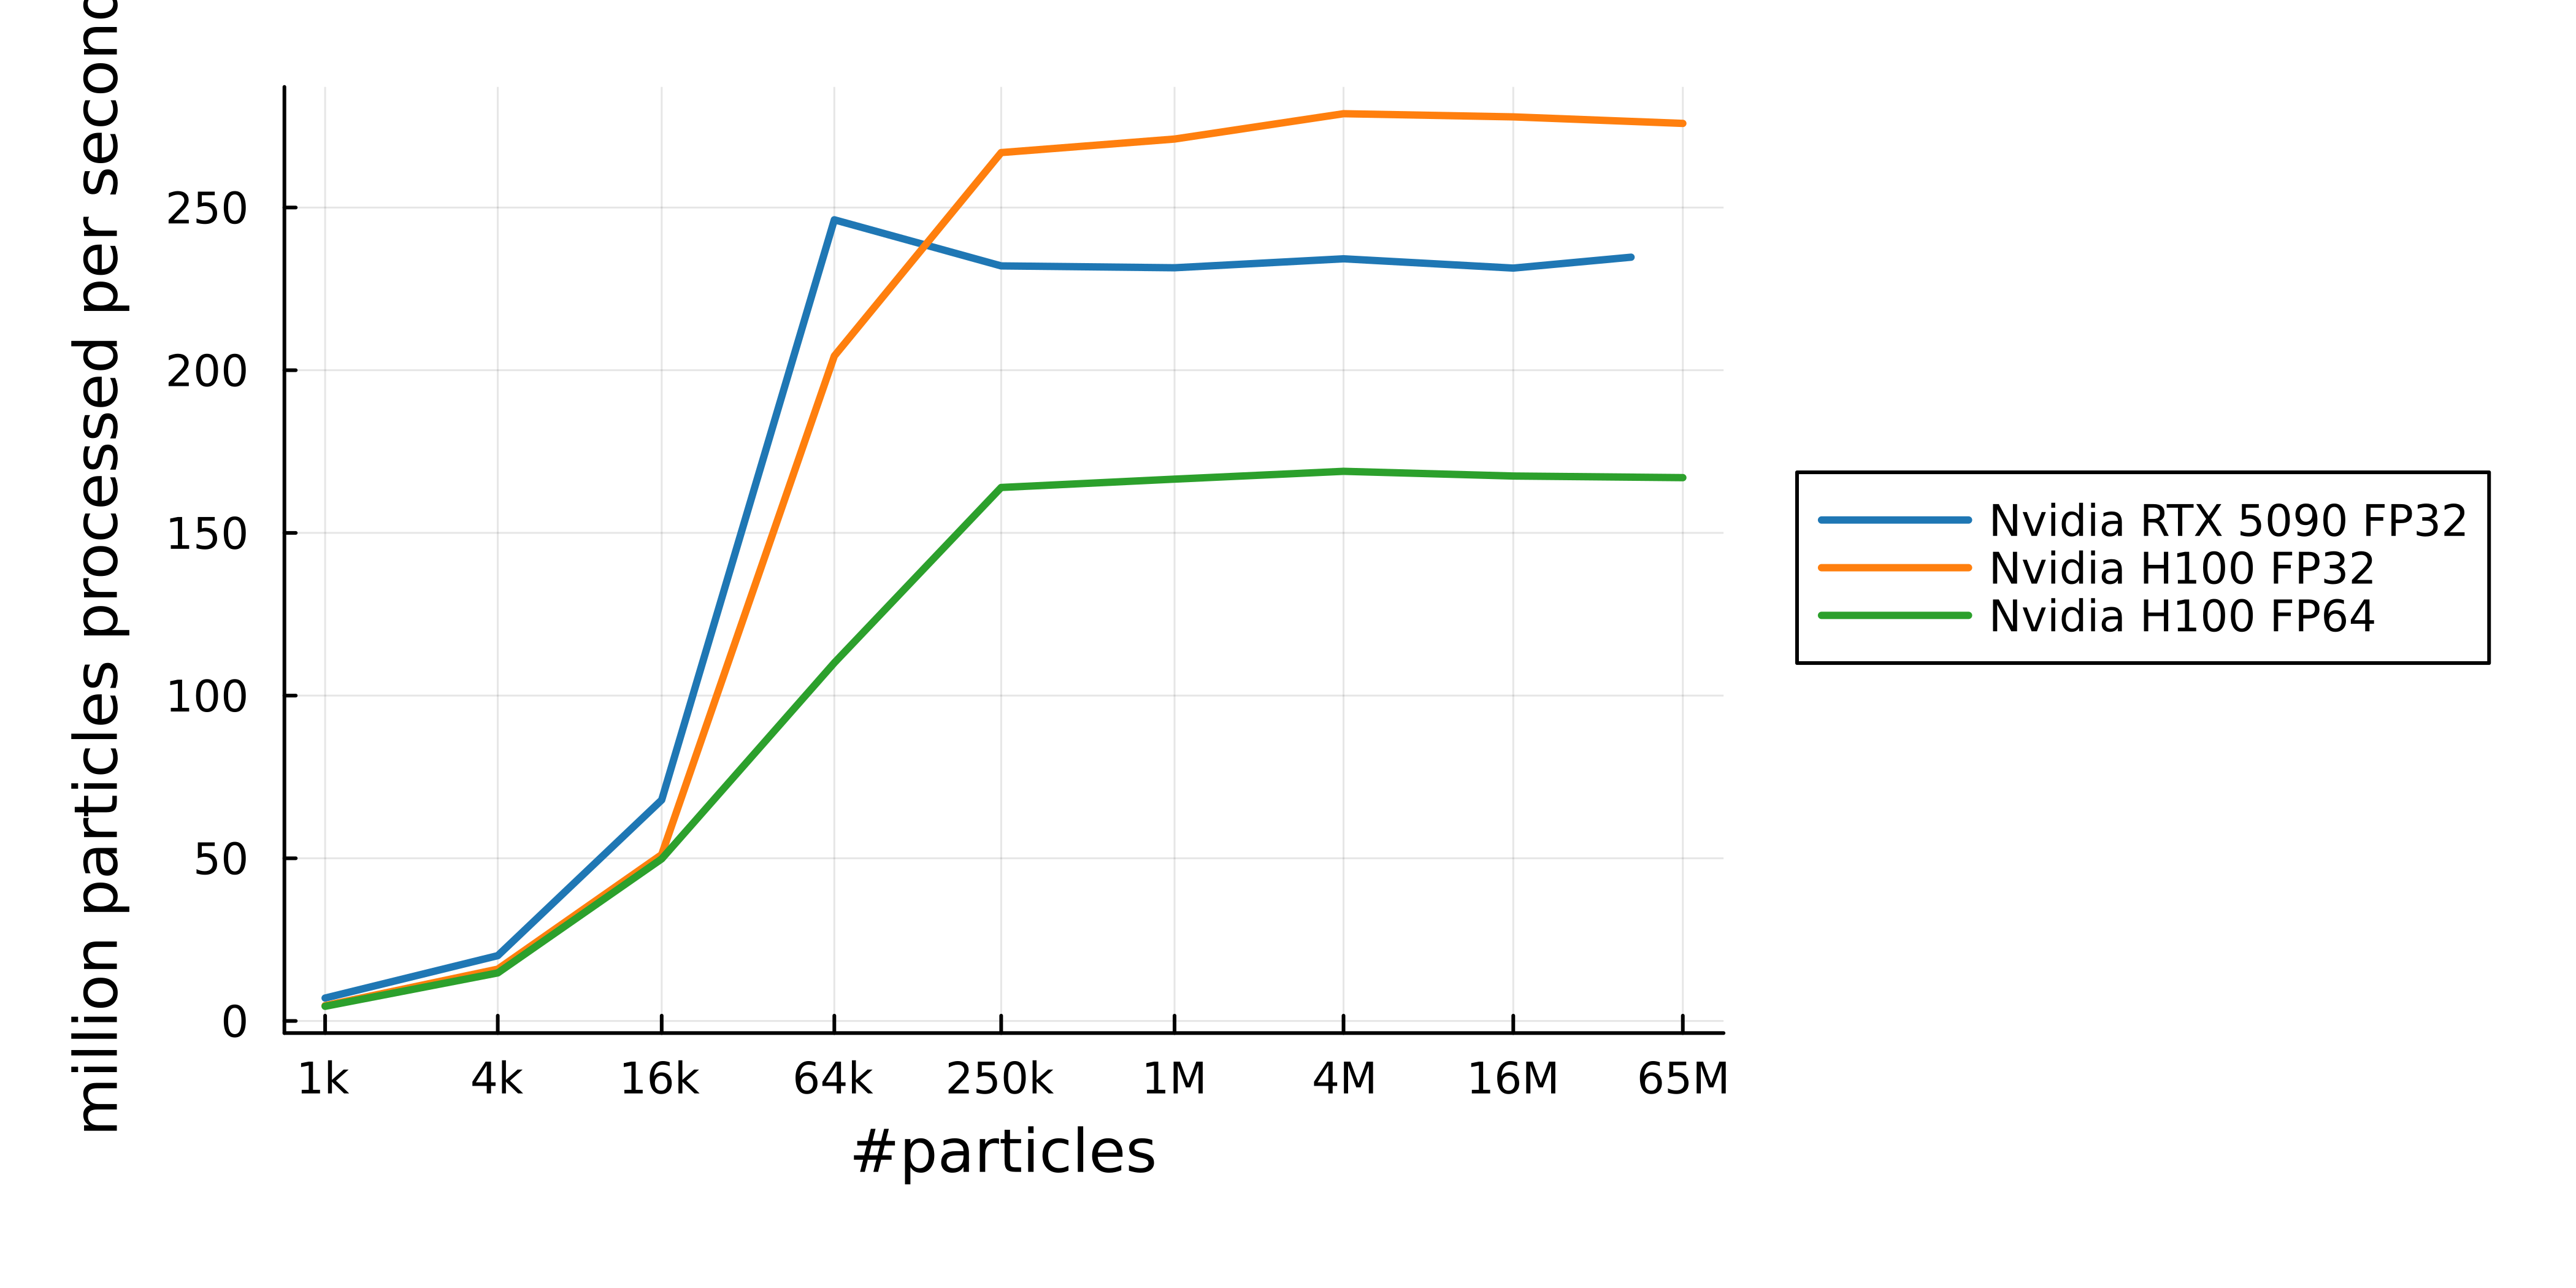 million particles processed per second
250
200
150
100
50
0
1k 4k 16k 64k 250k 1M 4M 16M 65M
#particles
Nvidia RTX 5090 FP32
Nvidia H100 FP32
Nvidia H100 FP64